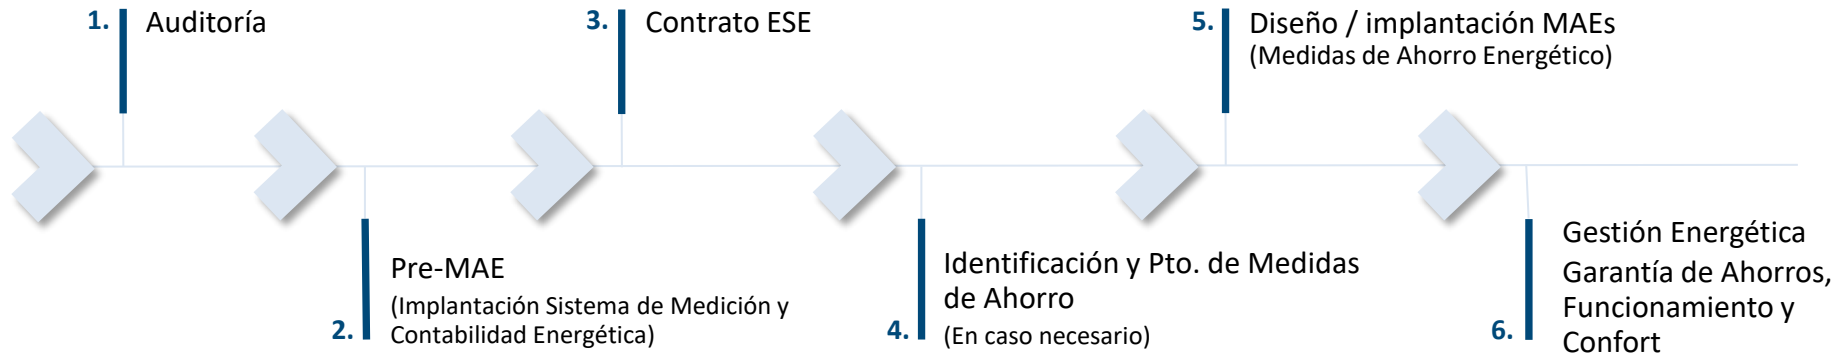 1. Auditoría
2. Pre-MAE
(Implantación Sistema de Medición y
Contabilidad Energética)
3. Contrato ESE
4. Identificación y Pto. de Medidas
de Ahorro
(En caso necesario)
5. Diseño / implantación MAEs
(Medidas de Ahorro Energético)
6. Gestión Energética
Garantía de Ahorros,
Funcionamiento y
Confort